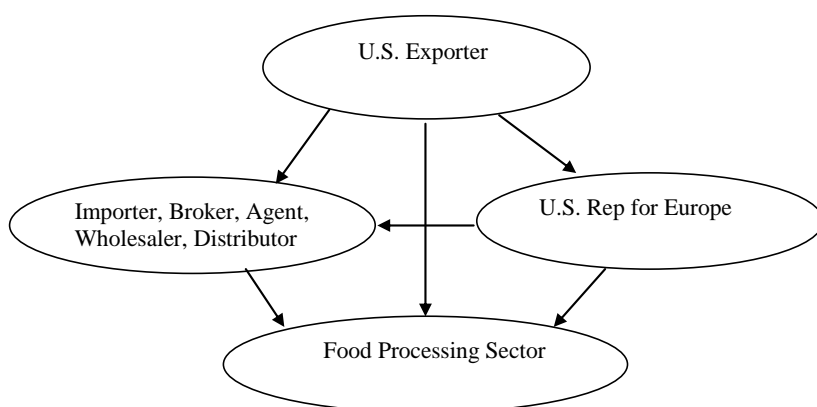 U.S. Exporter
Importer, Broker, Agent,
Wholesaler, Distributor
U.S. Rep for Europe
Food Processing Sector